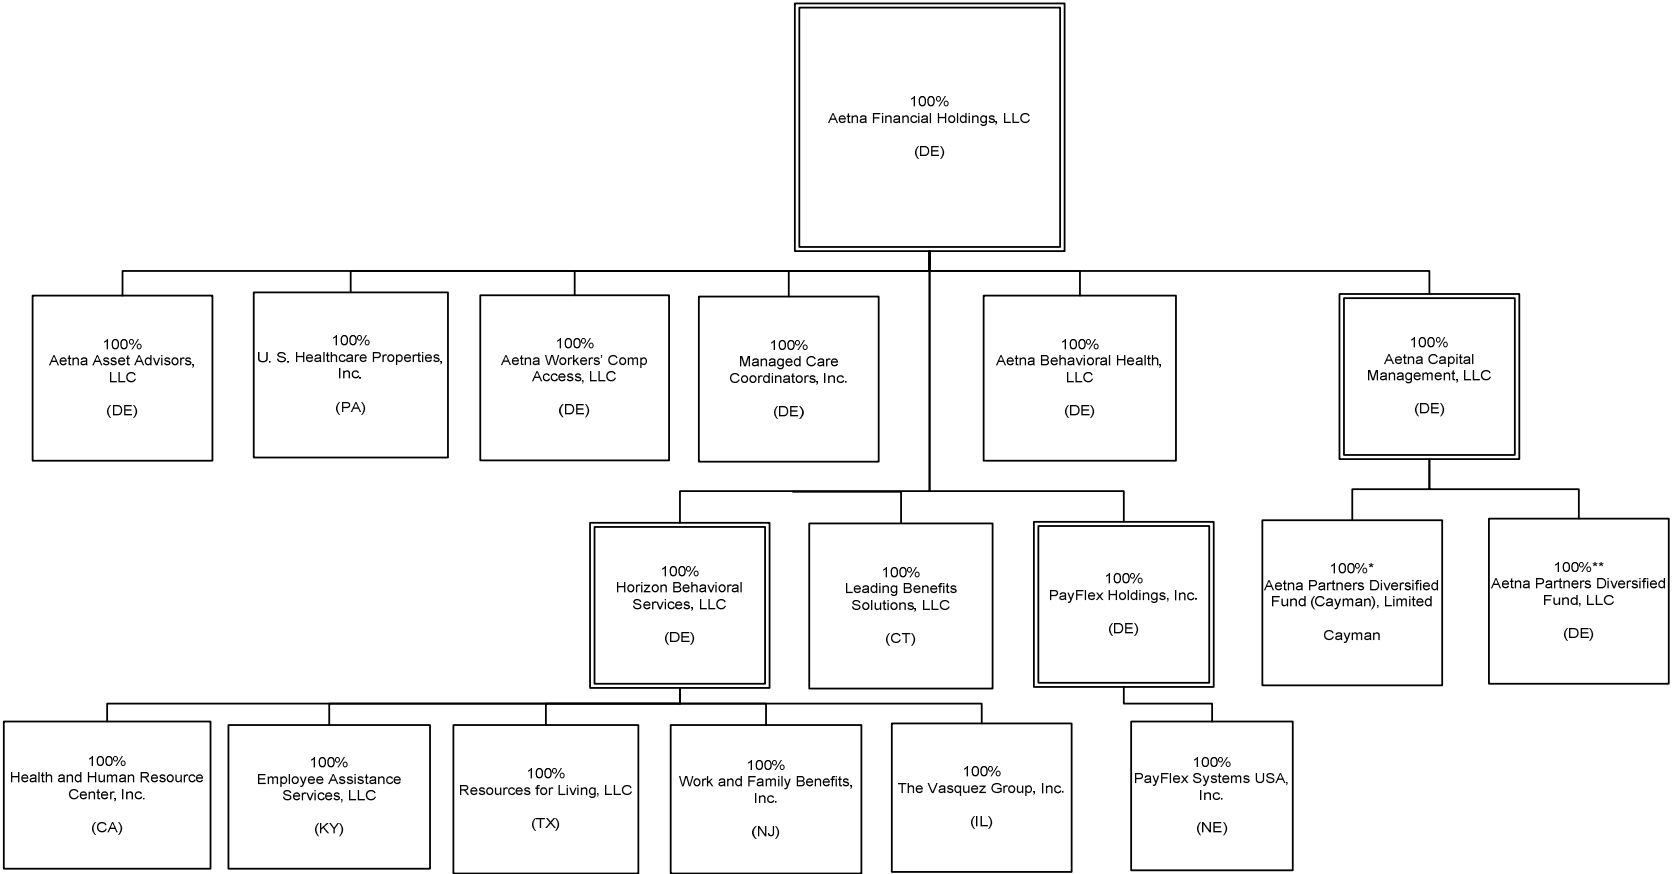 100%
Aetna Financial Holdings, LLC
(DE)
100%
Aetna Asset Advisors,
LLC
(DE)
100%
U. S. Healthcare Properties,
Inc.
(PA)
100%
Aetna Workers’ Comp
Access, LLC
(DE)
100%
Managed Care
Coordinators, Inc.
(DE)
100%
Aetna Behavioral Health,
LLC
(DE)
100%
Aetna Capital
Management, LLC
(DE)
100%
Horizon Behavioral
Services, LLC
(DE)
100%
Leading Benefits
Solutions, LLC
(CT)
100%
PayFlex Holdings, Inc.
(DE)
100%*
Aetna Partners Diversified
Fund (Cayman), Limited
Cayman
100%**
Aetna Partners Diversified
Fund, LLC
(DE)
100%
Health and Human Resource
Center, Inc.
(CA)
100%
Employee Assistance
Services, LLC
(KY)
100%
Resources for Living, LLC
(TX)
100%
Work and Family Benefits,
Inc.
(NJ)
100%
The Vasquez Group, Inc.
(IL)
100%
PayFlex Systems USA,
Inc.
(NE)